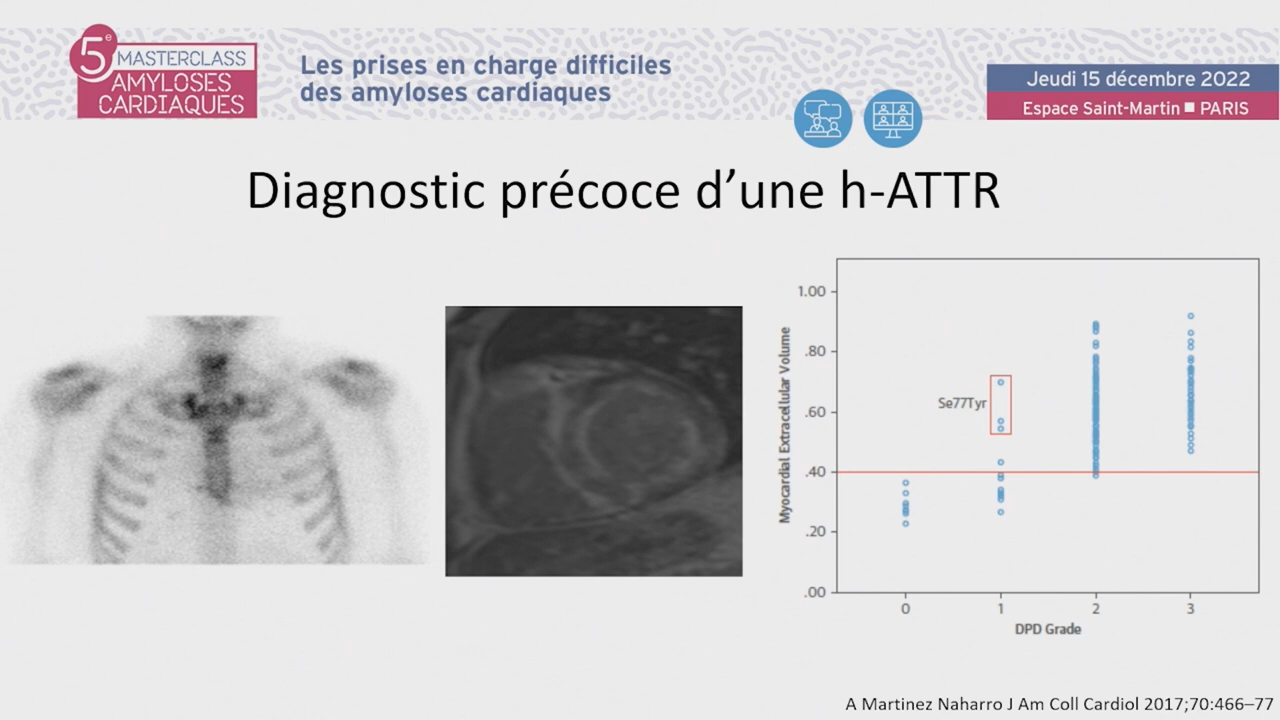 5e
MASTERCLASS
AMYLOSES
CARDIAQUES
Les prises en charge difficiles
des amyloses cardiaques
Jeudi 15 décembre 2022
Espace Saint-Martin ■ PARIS
Diagnostic précoce d’une h-ATTR
Myocardial Extracellular Volume
1.00
.80
.60
.40
.20
.00
Se77Tyr
0 1 2 3
DPD Grade
A Martinez Naharro J Am Coll Cardiol 2017;70:466–77